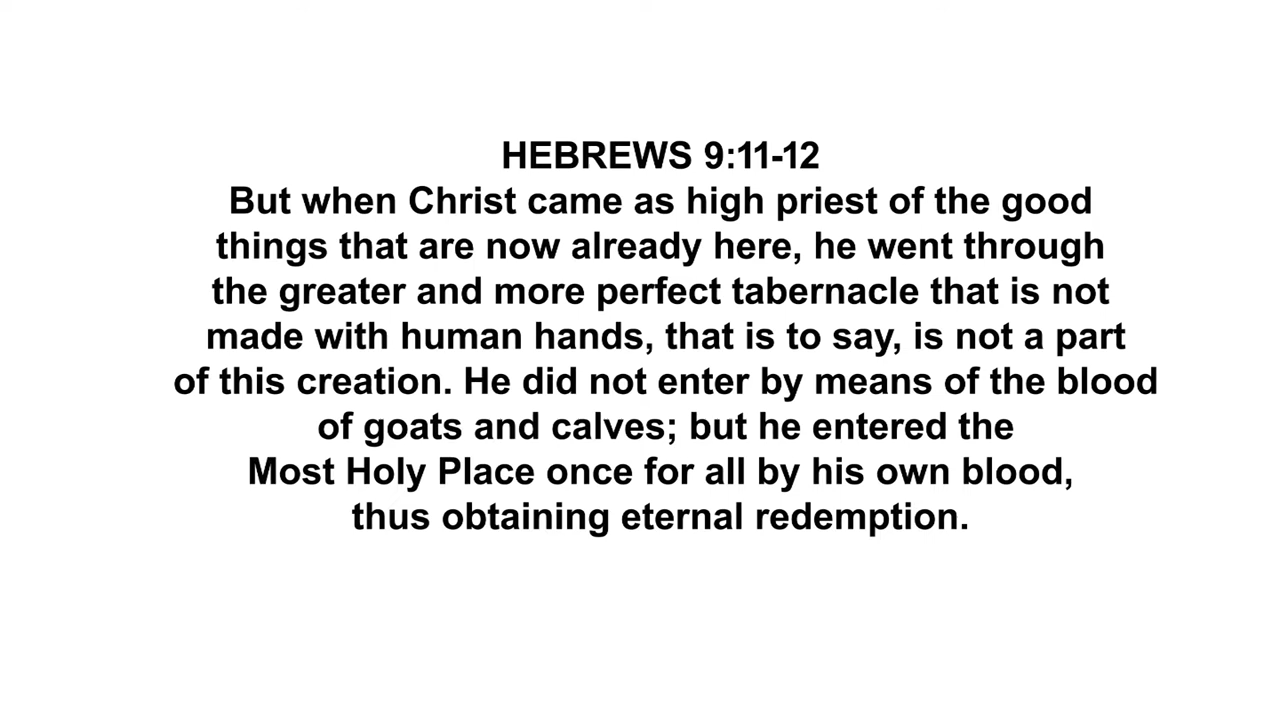 HEBREWS 9:11-12
But when Christ came as high priest of the good
things that are now already here, he went through
the greater and more perfect tabernacle that is not
made with human hands, that is to say, is not a part
of this creation. He did not enter by means of the blood
of goats and calves; but he entered the
Most Holy Place once for all by his own blood,
thus obtaining eternal redemption.